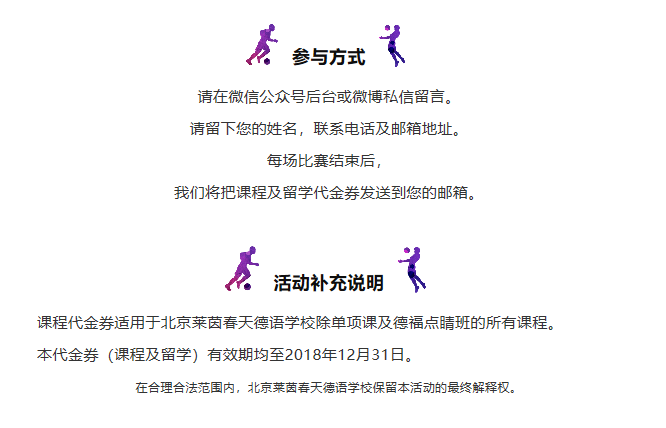 参与方式
请在微信公众号后台或微博私信留言。
请留下您的姓名，联系电话及邮箱地址。
每场比赛结束后，
我们将把课程及留学代金券发送到您的邮箱。
活动补充说明
课程代金券适用于北京莱茵春天德语学校除单项课及德福点睛班的所有课程。
本代金券（课程及留学）有效期均至2018年12月31日。
在合理合法范围内，北京莱茵春天德语学校保留本活动的最终解释权。